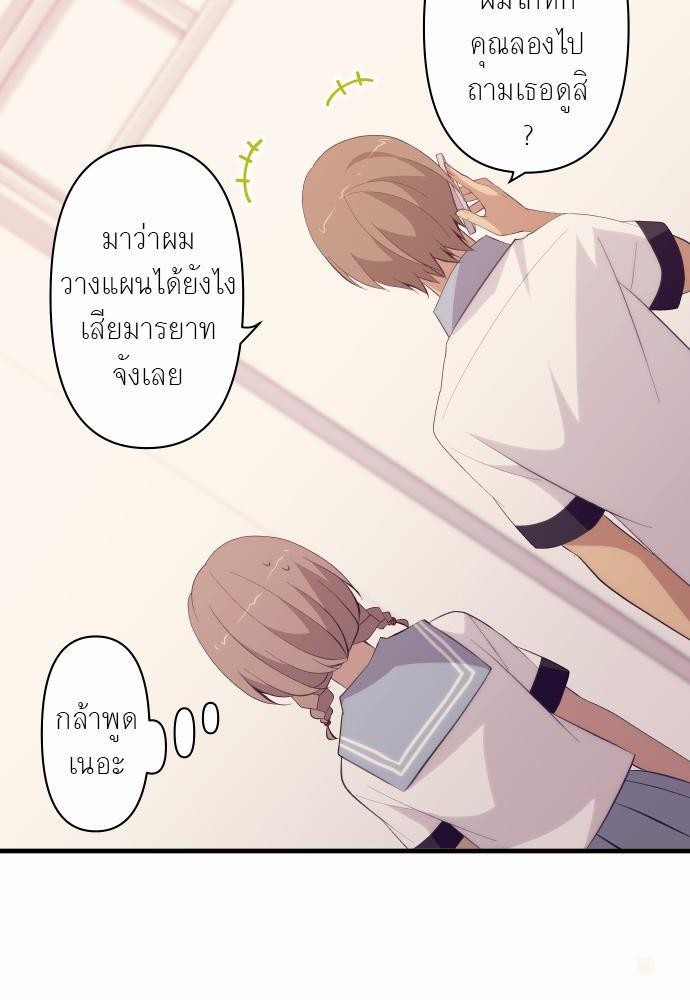 คุณลองไป
ถามเธอดูสิ
?
มาว่าผม
วางแผนได้ยังไง
เสียมารยาท
จังเลย
กล้าพูด
เนอะ